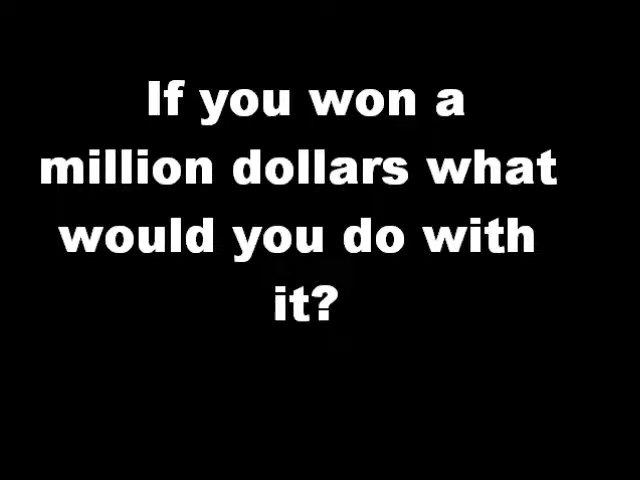 If you won a
million dollars what
would you do with
it?